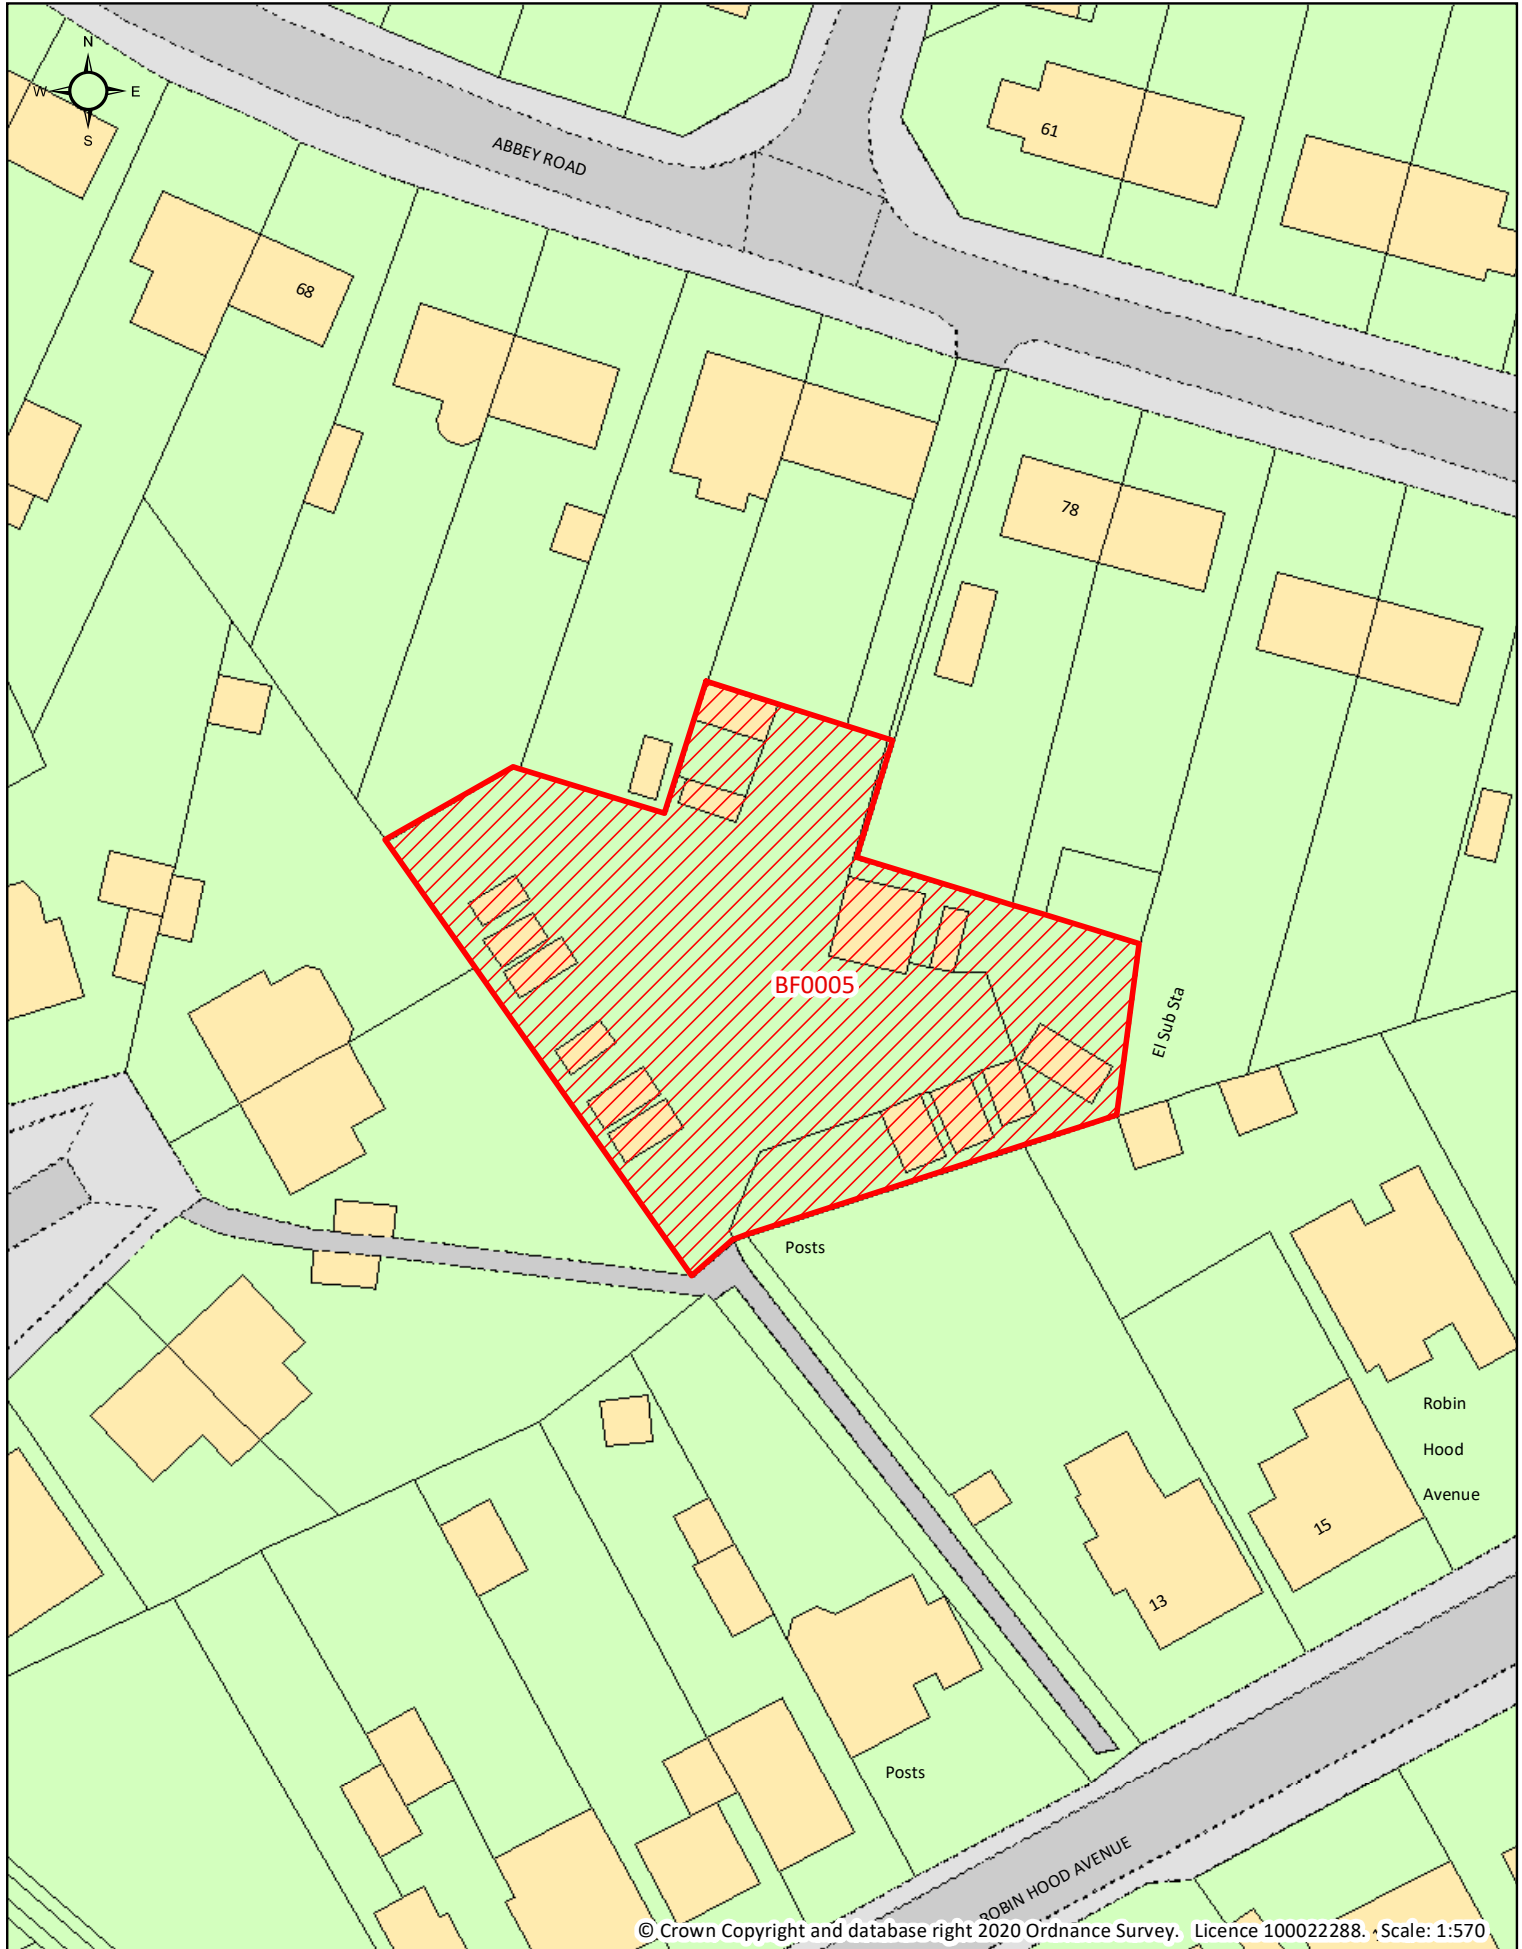 N
W E
S
ABBEY ROAD
61
68
78
BF0005
El Sub Sta
Posts
Robin
Hood
Avenue
15
13
Posts
ROBIN HOOD AVENUE
© Crown Copyright and database right 2020 Ordnance Survey. Licence 100022288. Scale: 1:570